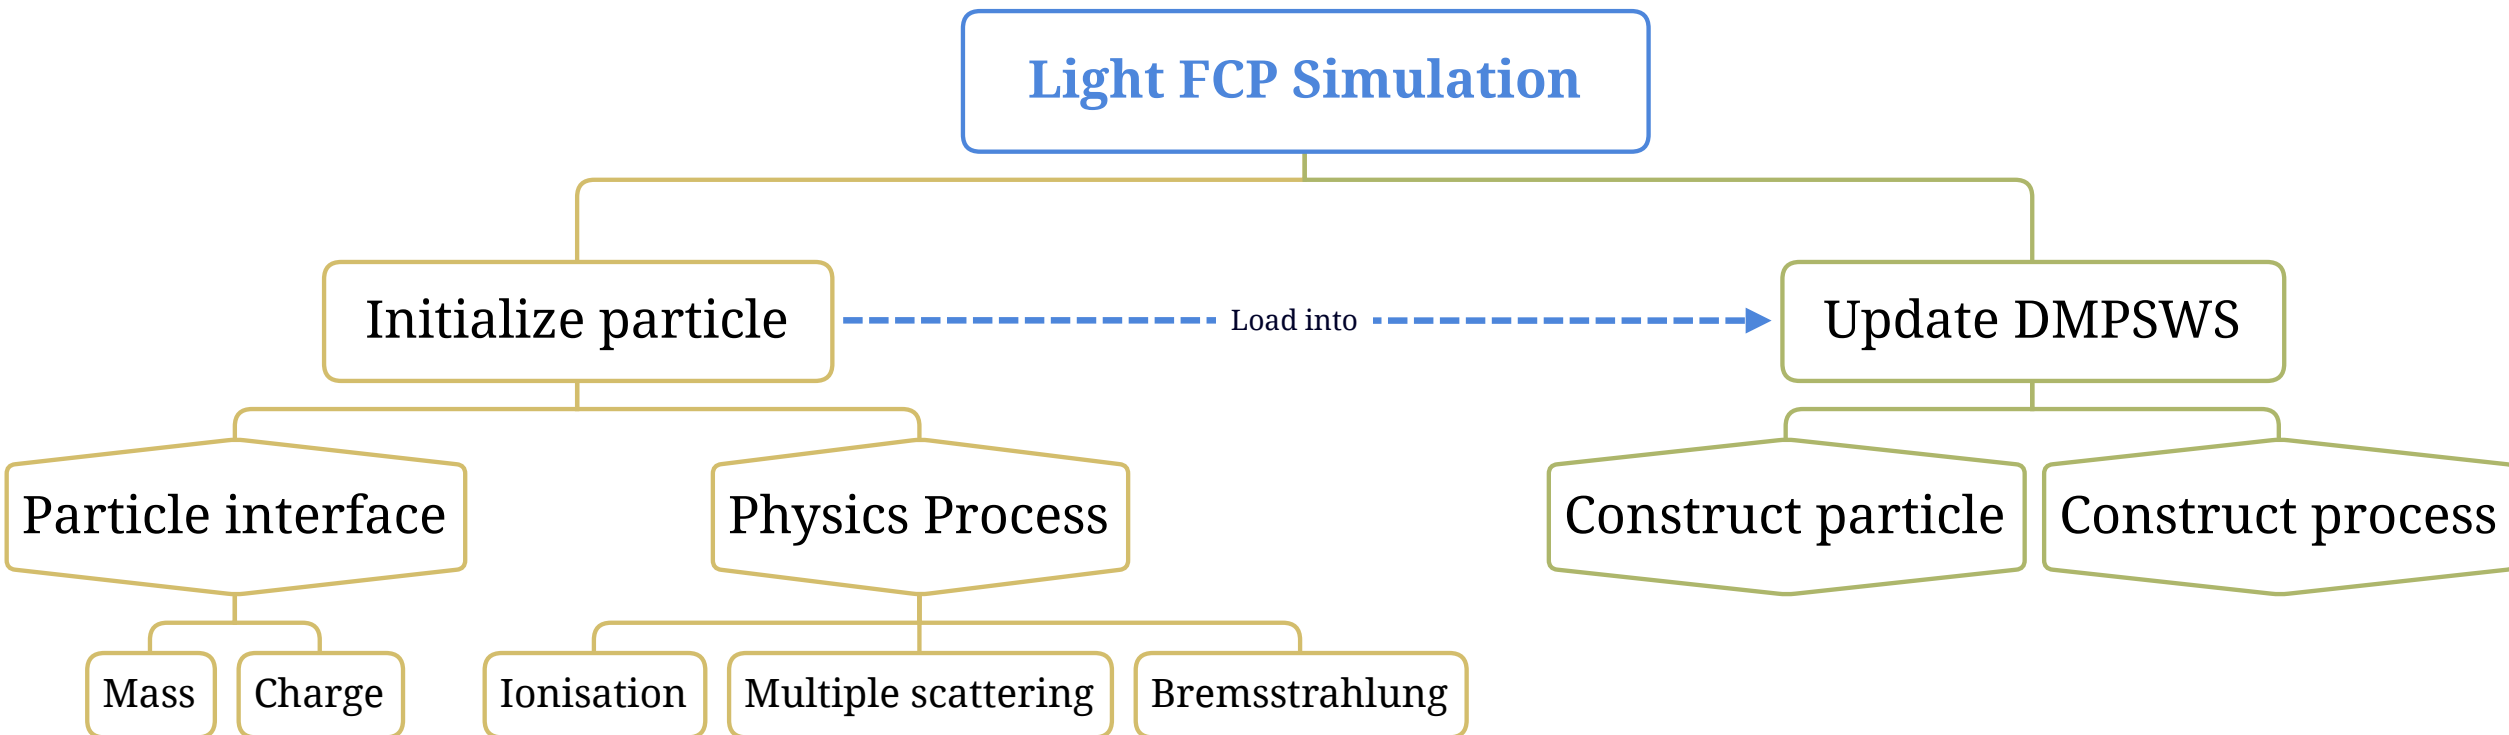 Light FCP Simulation
Initialize particle
Load into
Update DMPSWS
Particle interface
Physics Process
Construct particle
Construct process
Mass
Charge
Ionisation
Multiple scattering
Bremsstrahlung